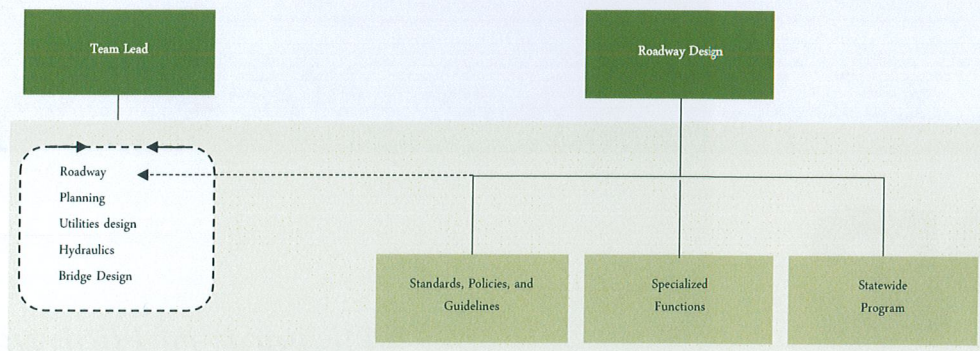 Team Lead
Roadway Design
Roadway
Planning
Utilities design
Hydraulics
Bridge Design
Standards, Policies, and
Guidelines
Specialized
Functions
Statewide
Program